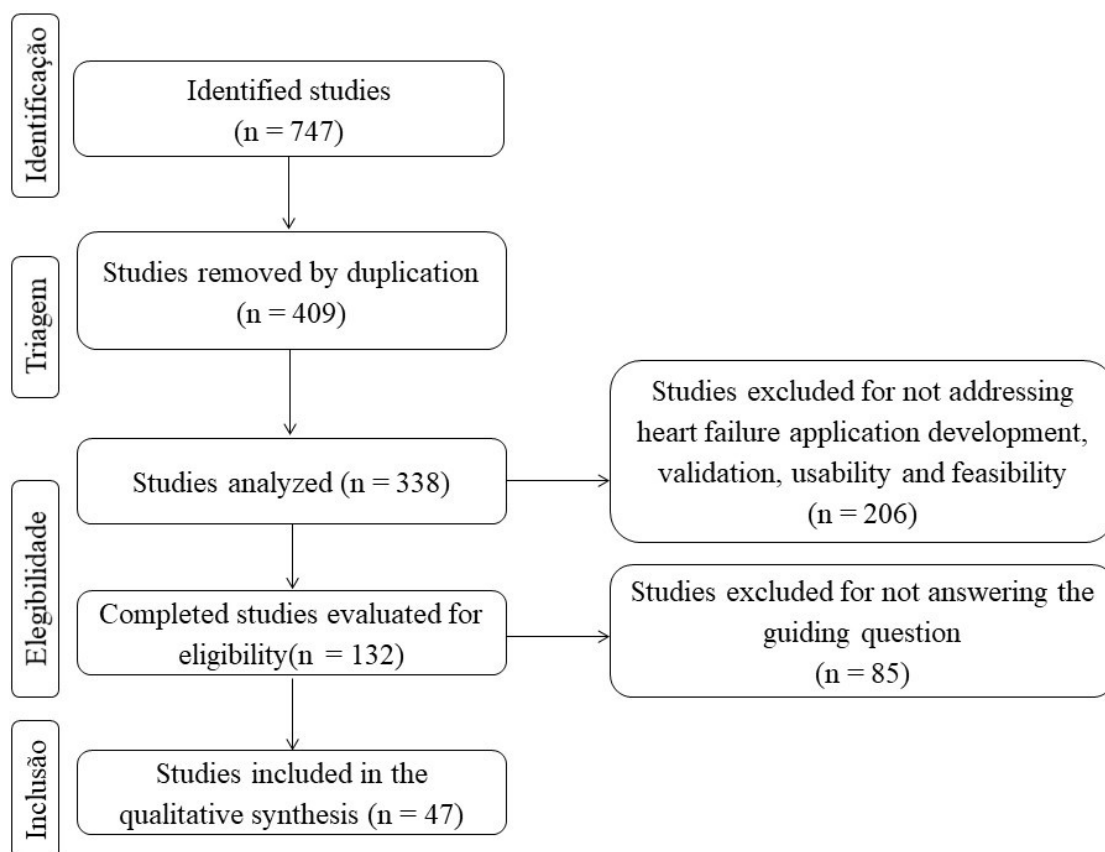 Identificação
Identified studies
(n = 747)
Triagem
Studies removed by duplication
(n = 409)
Elegibilidade
Studies analyzed (n = 338)
Studies excluded for not addressing
heart failure application development,
validation, usability and feasibility
(n = 206)
Completed studies evaluated for
eligibility(n = 132)
Studies excluded for not answering the
guiding question
(n = 85)
Inclusão
Studies included in the
qualitative synthesis (n = 47)